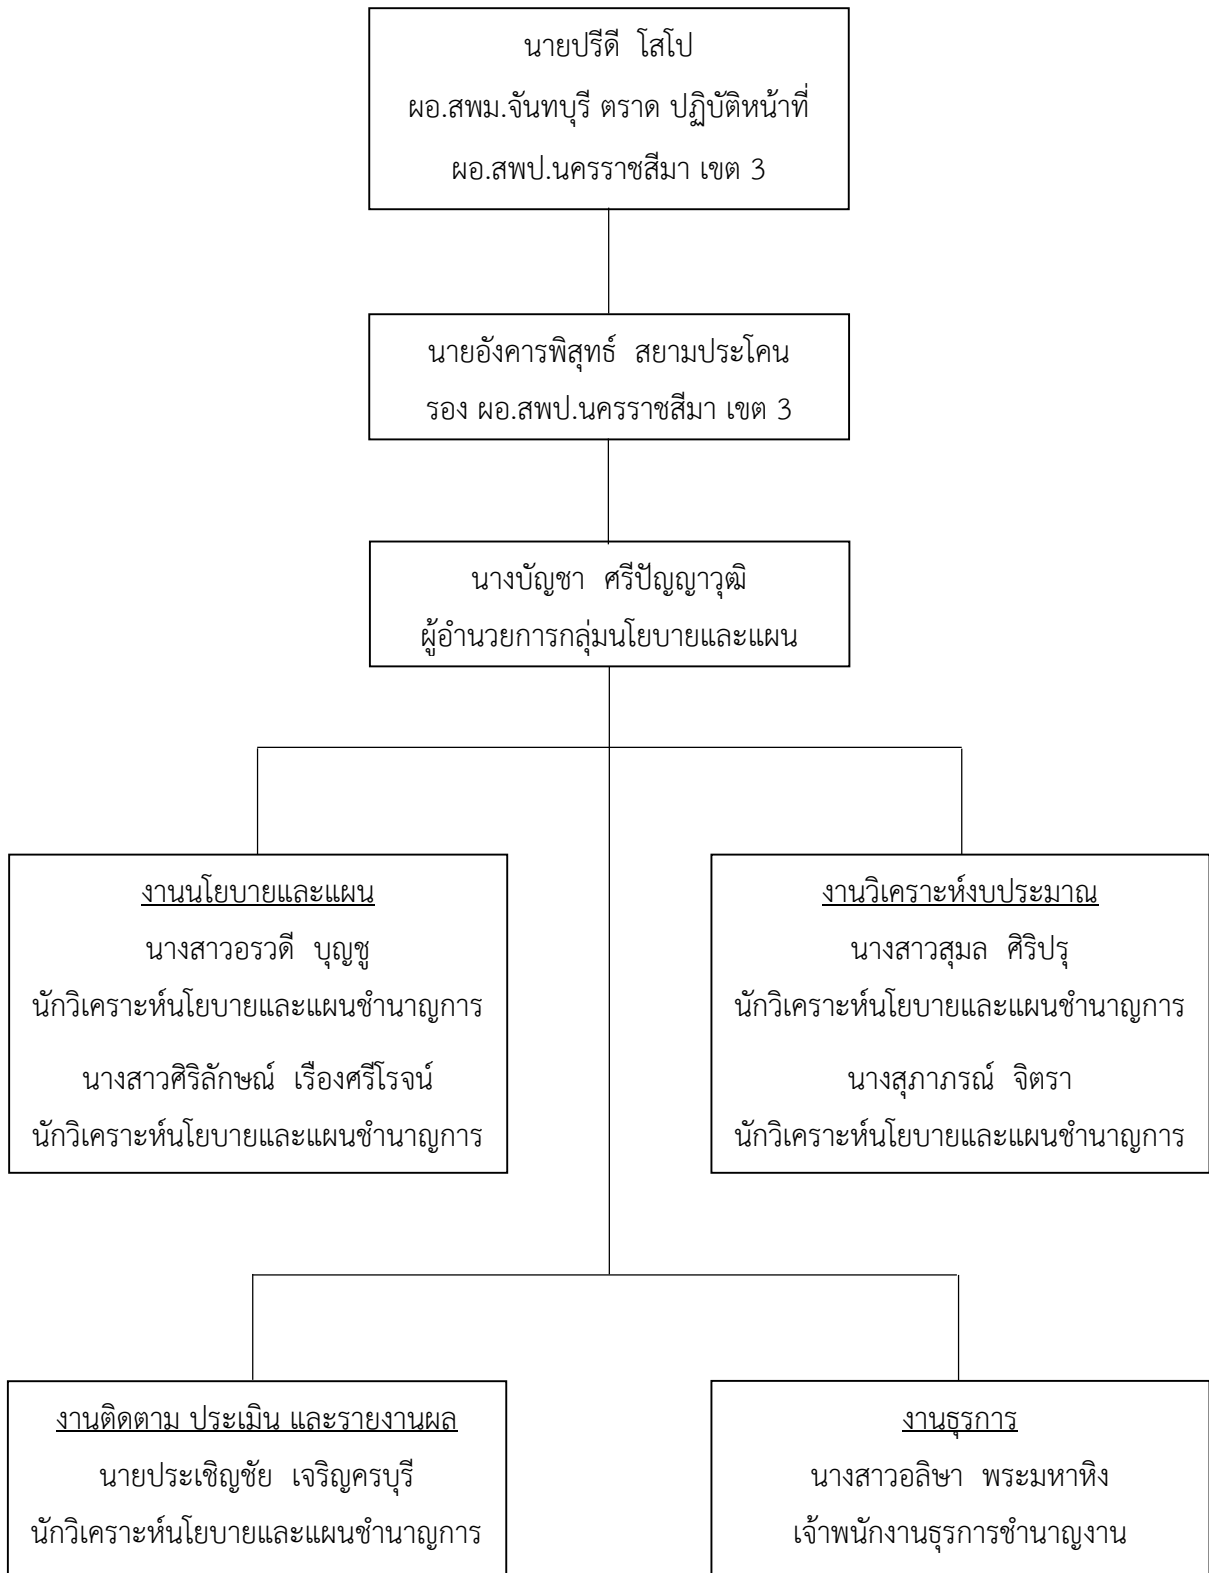 นายปรีดี โสโป
ผอ.สพม.จันทบุรี ตราด ปฏิบัติหน้าที่
ผอ.สพป.นครราชสีมา เขต 3
นายอังคารพิสุทธ์ สยามประโคน
รอง ผอ.สพป.นครราชสีมา เขต 3
นางบัญชา ศรีปัญญาวุฒิ
ผู้อำนวยการกลุ่มนโยบายและแผน
งานนโยบายและแผน
นางสาวอรวดี บุญชู
นักวิเคราะห์นโยบายและแผนชำนาญการ
นางสาวศิริลักษณ์ เรืองศรีโรจน์
นักวิเคราะห์นโยบายและแผนชำนาญการ
งานวิเคราะห์งบประมาณ
นางสาวสุมล ศิริปรุ
นักวิเคราะห์นโยบายและแผนชำนาญการ
นางสุภาภรณ์ จิตรา
นักวิเคราะห์นโยบายและแผนชำนาญการ
งานติดตาม ประเมิน และรายงานผล
นายประเชิญชัย เจริญครบุรี
นักวิเคราะห์นโยบายและแผนชำนาญการ
งานธุรการ
นางสาวอลิษา พระมหาหิง
เจ้าพนักงานธุรการชำนาญงาน